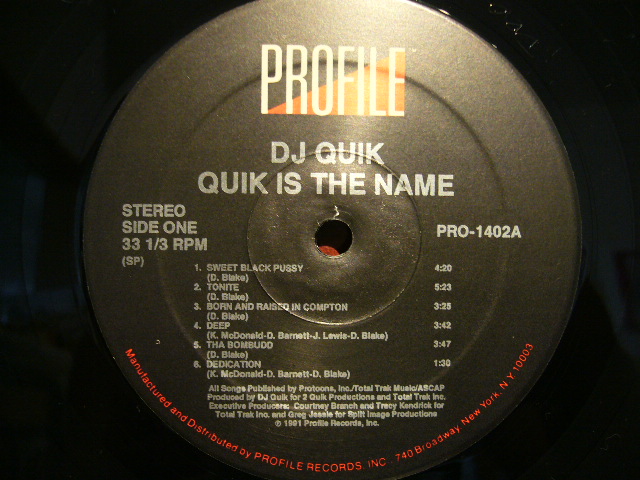 PROFILE
DJ QUIK
QUIK IS THE NAME
STEREO
SIDE ONE
33 1/3 RPM
(SP)
PRO-1402A
1. SWEET BLACK PUSSY 4:20
(D. Blake)
2. TONITE 5:23
(D. Blake)
3. BORN AND RAISED IN COMPTON 3:25
(D. Blake)
4. DEEP 3:42
(K. McDonald-D. Barnett-J. Lewis-D. Blake)
5. THA BOMBUDD 3:47
(D. Blake)
6. DEDICATION 1:30
(K. McDonald-D. Barnett-D. Blake)
All Songs Published by Protoons, Inc./Total Trak Music/ASCAP
Produced by DJ Quik for 2 Quik Productions and Total Trak Inc.
Executive Producers: Courtney Branch and Tracy Kendrick for
Total Trak Inc. and Greg Jessie for Split Image Productions
© 1991 Profile Records, Inc.
Manufactured and Distributed by PROFILE RECORDS, INC., 740 Broadway, New York, N.Y. 10003